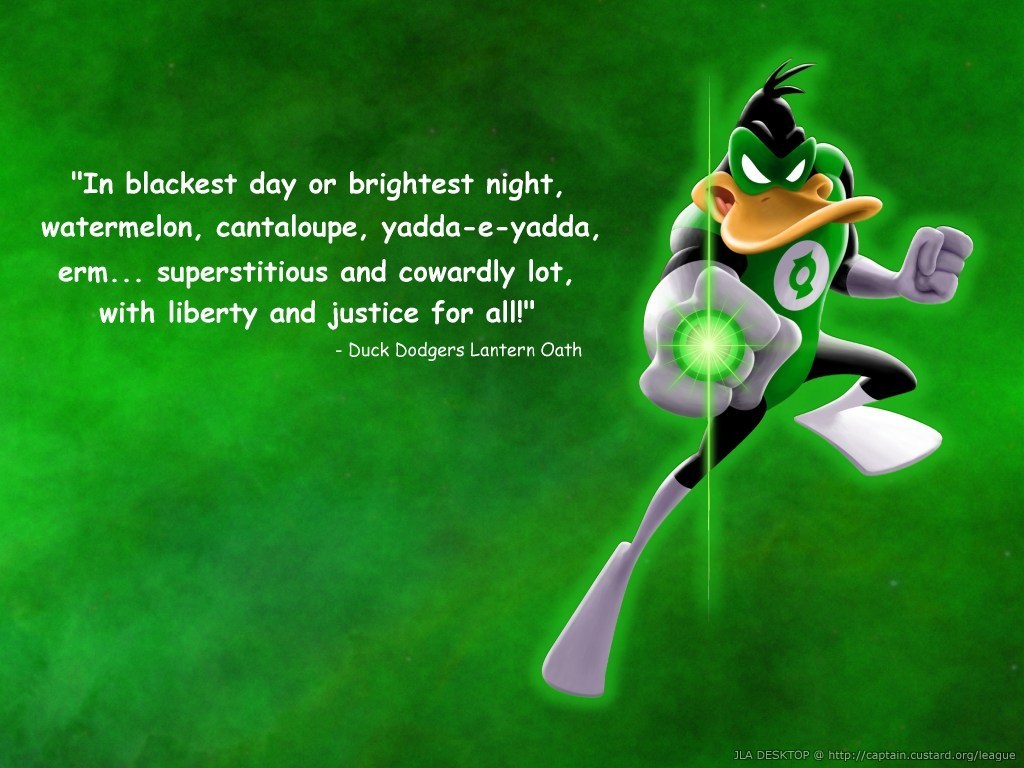 "In blackest day or brightest night,
watermelon, cantaloupe, yadda-e-yadda,
erm... superstitious and cowardly lot,
with liberty and justice for all!"
- Duck Dodgers Lantern Oath
JLA DESKTOP @ http://captain.custard.org/league